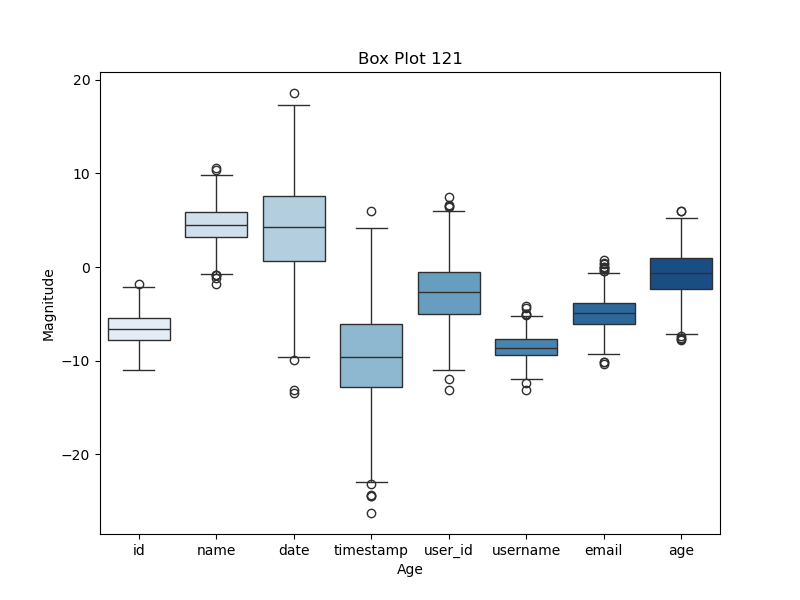 Box Plot 121
Magnitude
20
10
0
−10
−20
id name date timestamp user_id username email age
Age